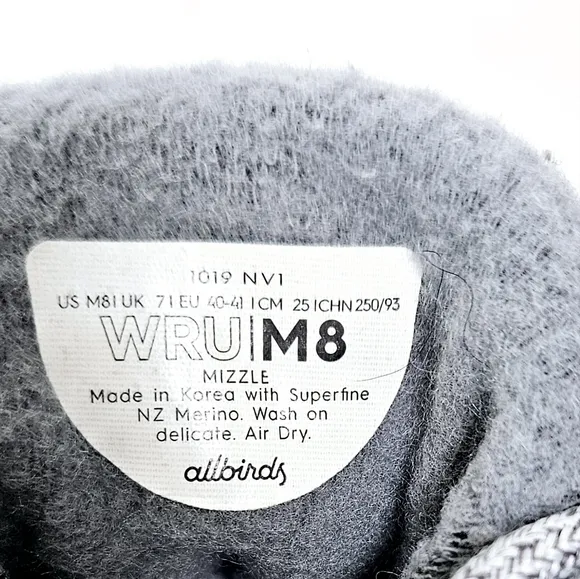 1019 NV1
US M8 | UK 7 | EU 40-41 | CM 25 | CHN 250/93
WRU|M8
MIZZLE
Made in Korea with Superfine
NZ Merino. Wash on
delicate. Air Dry.
allbirds